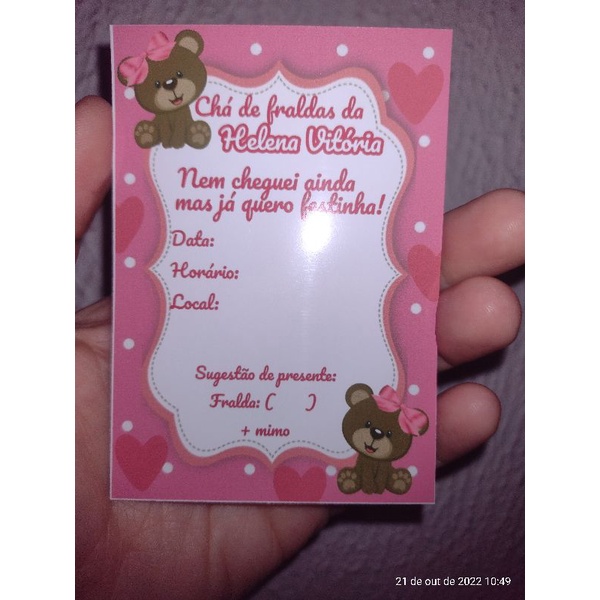 Chá de fraldas da
Helena Vitória
Nem cheguei ainda
mas já quero festinha!
Data:
Horário:
Local:
Sugestão de presente:
Fralda: (      )
+ mimo
21 de out de 2022 10:49